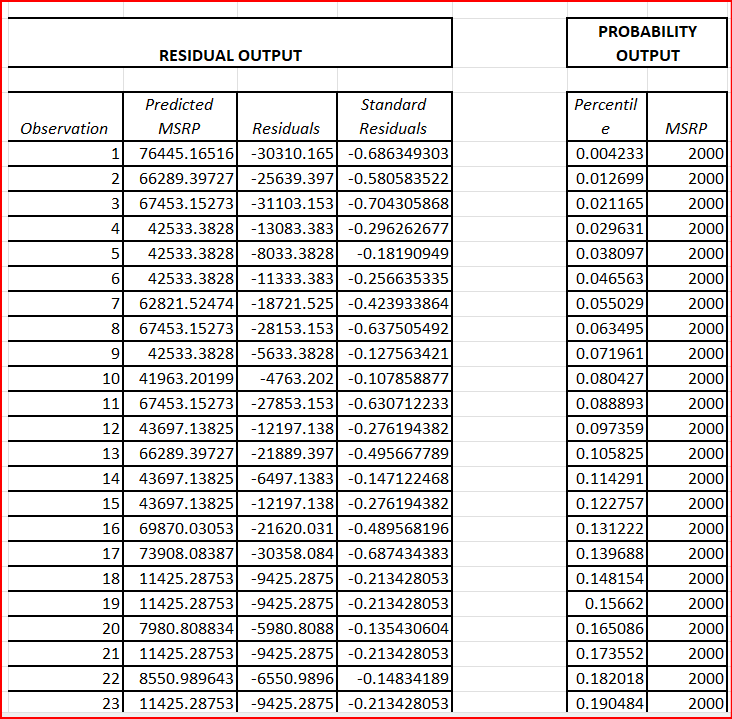 PROBABILITY
RESIDUAL OUTPUT OUTPUT
Predicted Standard Percentil
Observation MSRP Residuals Residuals e MSRP
1 76445.16516 -30310.165 -0.686349303 0.004233 2000
2 66289.39727 -25639.397 -0.580583522 0.012699 2000
3 67453.15273 -31103.153 -0.704305868 0.021165 2000
4 42533.3828 -13083.383 -0.296262677 0.029631 2000
5 42533.3828 -8033.3828 -0.18190949 0.038097 2000
6 42533.3828 -11333.383 -0.256635335 0.046563 2000
7 62821.52474 -18721.525 -0.423933864 0.055029 2000
8 67453.15273 -28153.153 -0.637505492 0.063495 2000
9 42533.3828 -5633.3828 -0.127563421 0.071961 2000
10 41963.20199 -4763.202 -0.107858877 0.080427 2000
11 67453.15273 -27853.153 -0.630712233 0.088893 2000
12 43697.13825 -12197.138 -0.276194382 0.097359 2000
13 66289.39727 -21889.397 -0.495667789 0.105825 2000
14 43697.13825 -6497.1383 -0.147122468 0.114291 2000
15 43697.13825 -12197.138 -0.276194382 0.122757 2000
16 69870.03053 -21620.031 -0.489568196 0.131222 2000
17 73908.08387 -30358.084 -0.687434383 0.139688 2000
18 11425.28753 -9425.2875 -0.213428053 0.148154 2000
19 11425.28753 -9425.2875 -0.213428053 0.15662 2000
20 7980.808834 -5980.8088 -0.135430604 0.165086 2000
21 11425.28753 -9425.2875 -0.213428053 0.173552 2000
22 8550.989643 -6550.9896 -0.14834189 0.182018 2000
23 11425.28753 -9425.2875 -0.213428053 0.190484 2000